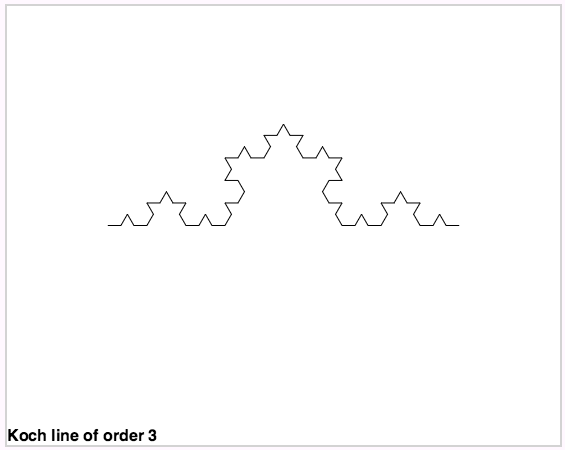 Koch line of order 3